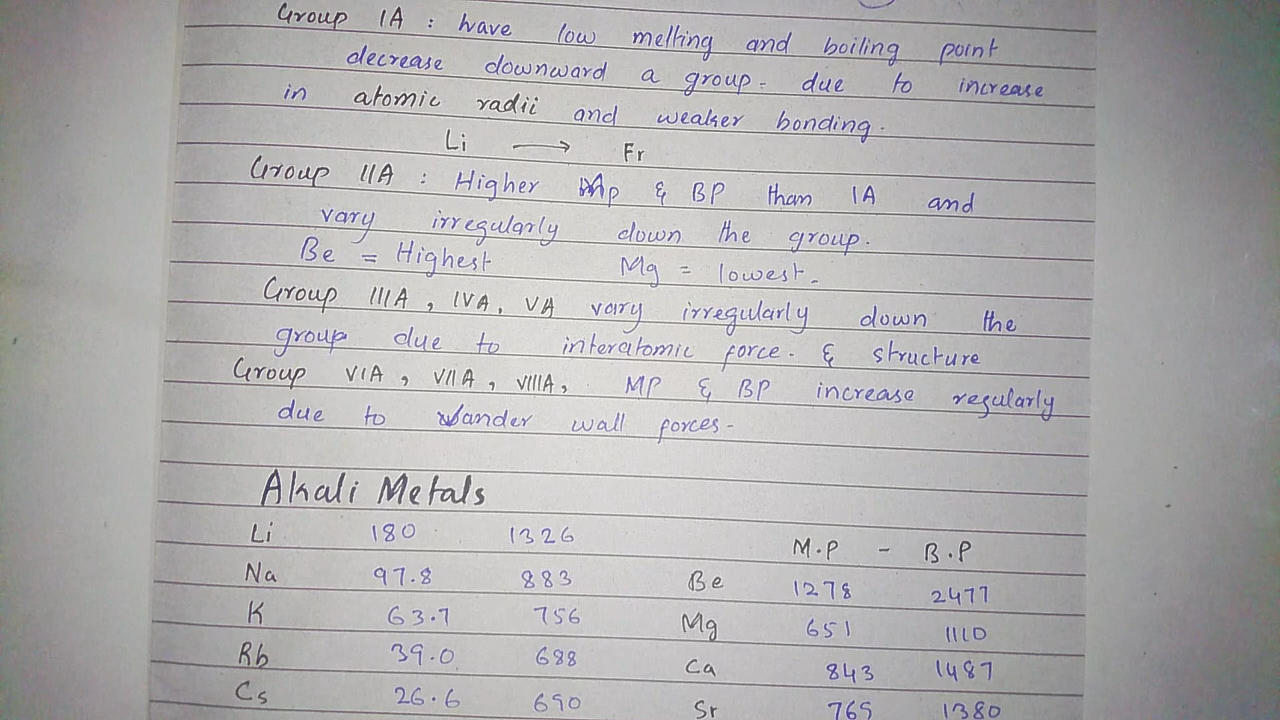 Group IA : have low melting and boiling point
decrease downward a group - due to increase
in atomic radii and weaker bonding.
Li → Fr
Group IIA : Higher Mp & BP than IA and
vary irregularly down the group.
Be = Highest Mg = lowest.
Group IIIA, IVA, VA vary irregularly down the
group due to interatomic force. & structure
Group VIA, VIIA, VIIIA, MP & BP increase regularly
due to Vander wall forces-
Akali Metals
Li 180 1326
M.P - B.P
Na 97.8 883 Be 1278 2477
K 63.7 756 Mg 651 1110
Rb 39.0 688 Ca 843 1487
Cs 26.6 690 Sr 769 1380